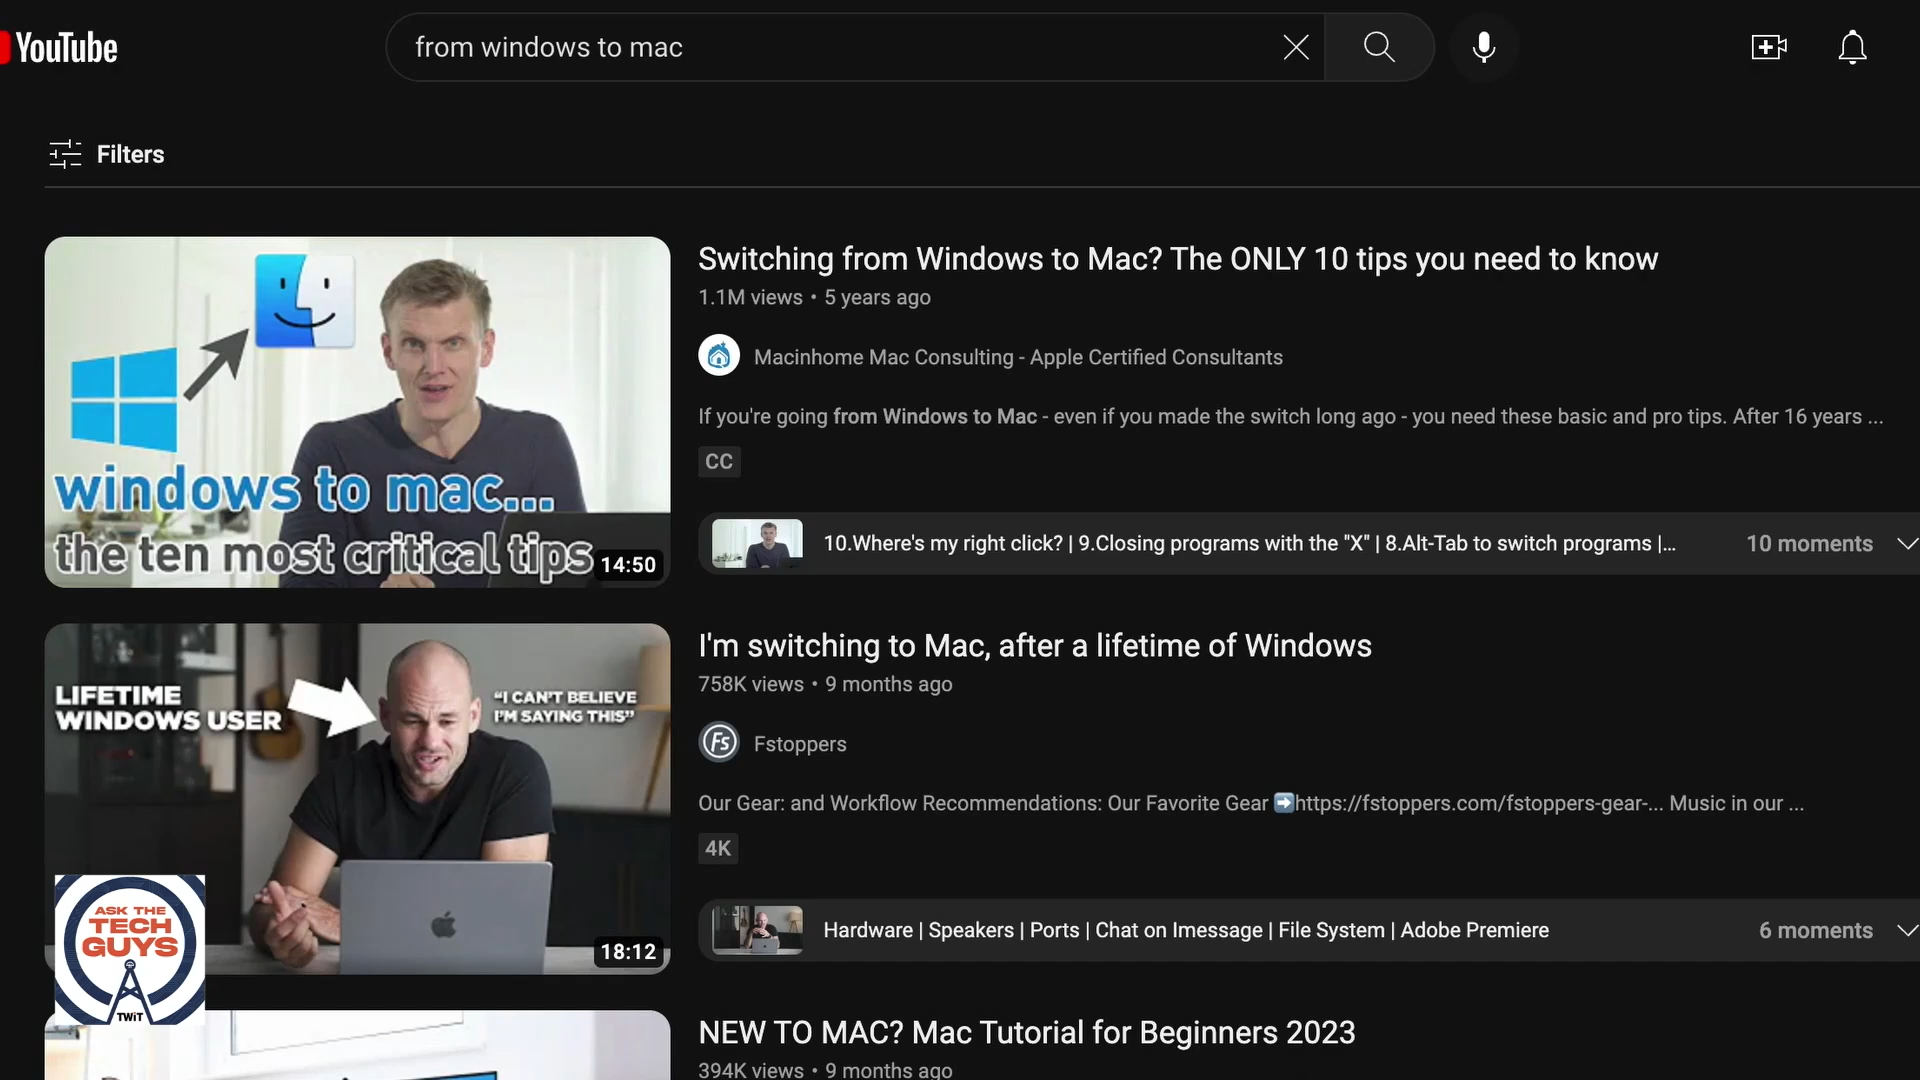 YouTube
from windows to mac
Filters
windows to mac...
the ten most critical tips
14:50
Switching from Windows to Mac? The ONLY 10 tips you need to know
1.1M views • 5 years ago
Macinhome Mac Consulting - Apple Certified Consultants
If you're going from Windows to Mac - even if you made the switch long ago - you need these basic and pro tips. After 16 years ...
CC
10.Where's my right click? | 9.Closing programs with the "X" | 8.Alt-Tab to switch programs |...
10 moments
LIFETIME
WINDOWS USER
“I CAN'T BELIEVE
I'M SAYING THIS”
18:12
I'm switching to Mac, after a lifetime of Windows
758K views • 9 months ago
Fs
Fstoppers
Our Gear: and Workflow Recommendations: Our Favorite Gear ➡️https://fstoppers.com/fstoppers-gear-... Music in our ...
4K
Hardware | Speakers | Ports | Chat on Imessage | File System | Adobe Premiere
6 moments
ASK THE
TECH
GUYS
TWiT
NEW TO MAC? Mac Tutorial for Beginners 2023
394K views • 9 months ago